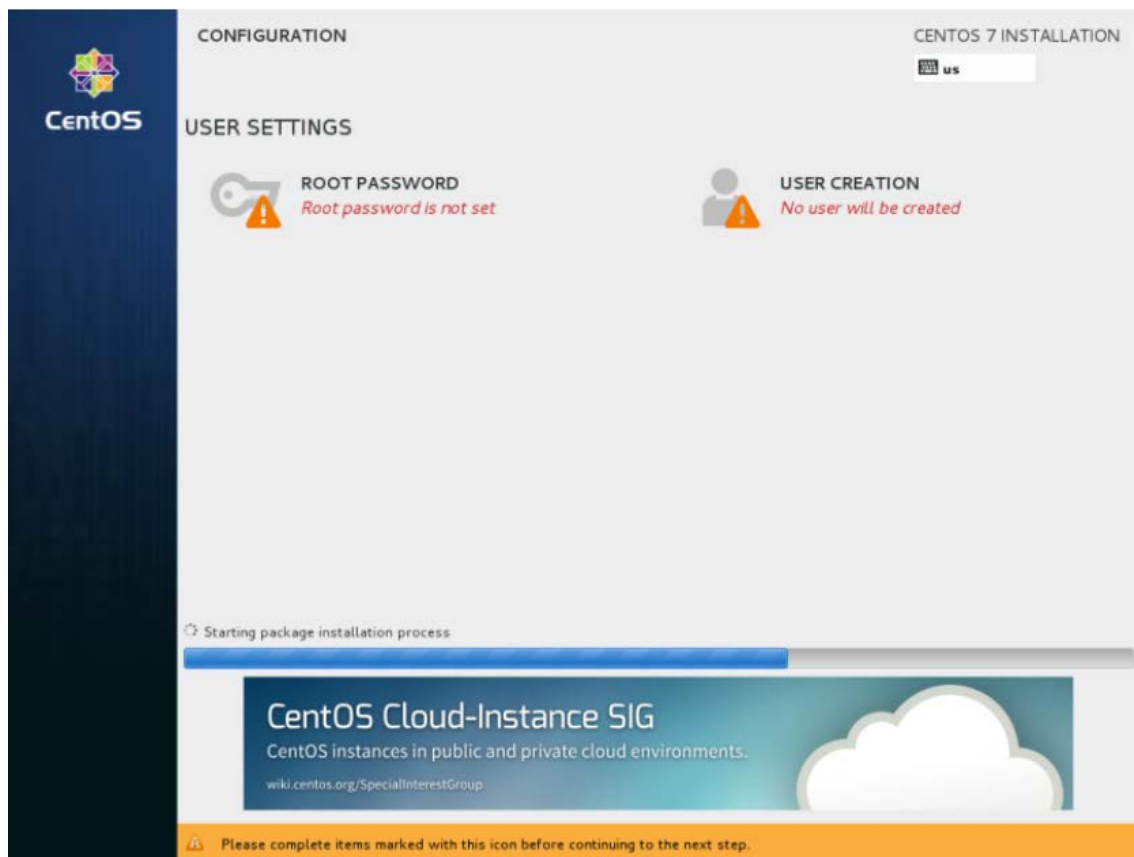 CONFIGURATION
CENTOS 7 INSTALLATION
us
CentOS
USER SETTINGS
ROOT PASSWORD
Root password is not set
USER CREATION
No user will be created
Starting package installation process
CentOS Cloud-Instance SIG
CentOS instances in public and private cloud environments.
wiki.centos.org/SpecialInterestGroup
Please complete items marked with this icon before continuing to the next step.